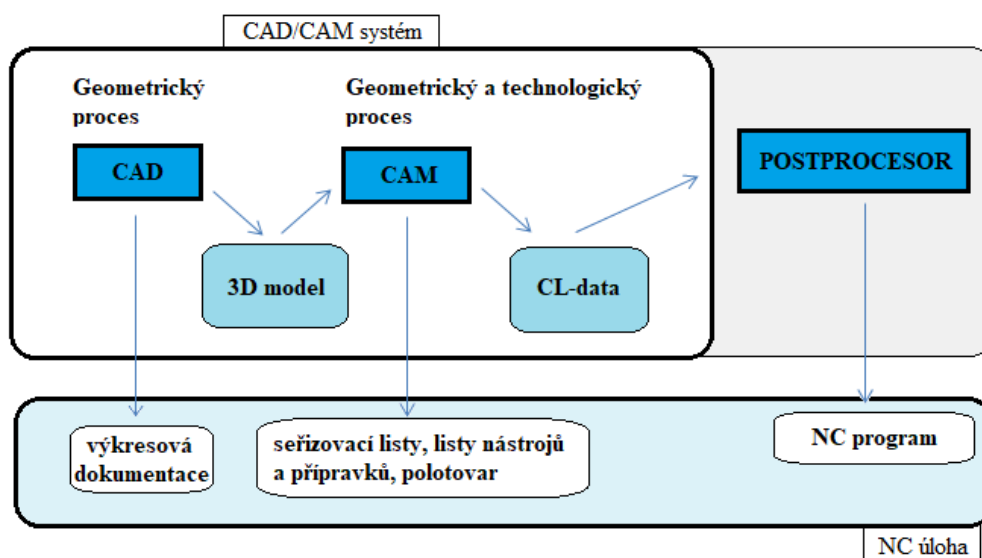 CAD/CAM systém
Geometrický
proces
Geometrický a technologický
proces
CAD
CAM
POSTPROCESOR
3D model
CL-data
výkresová
dokumentace
seřizovací listy, listy nástrojů
a přípravků, polotovar
NC program
NC úloha